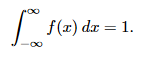 ∫_{-∞}^{∞} f(x) dx = 1.